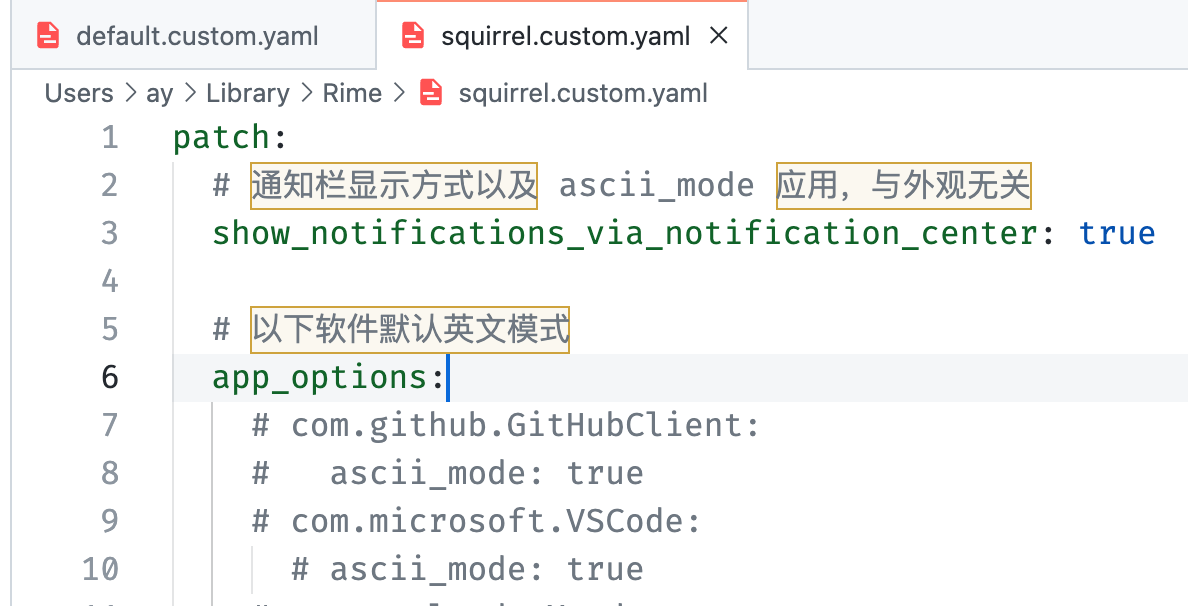 default.custom.yaml squirrel.custom.yaml
Users > ay > Library > Rime > squirrel.custom.yaml
1 patch:
2 # 通知栏显示方式以及 ascii_mode 应用，与外观无关
3 show_notifications_via_notification_center: true
4
5 # 以下软件默认英文模式
6 app_options:
7 # com.github.GitHubClient:
8 #   ascii_mode: true
9 # com.microsoft.VSCode:
10 # ascii_mode: true